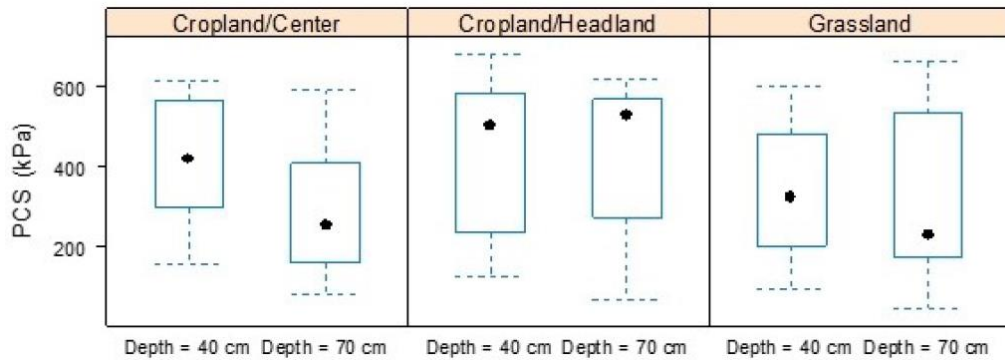 Cropland/Center Cropland/Headland Grassland
PCS (kPa)
600
400
200
Depth = 40 cm Depth = 70 cm Depth = 40 cm Depth = 70 cm Depth = 40 cm Depth = 70 cm